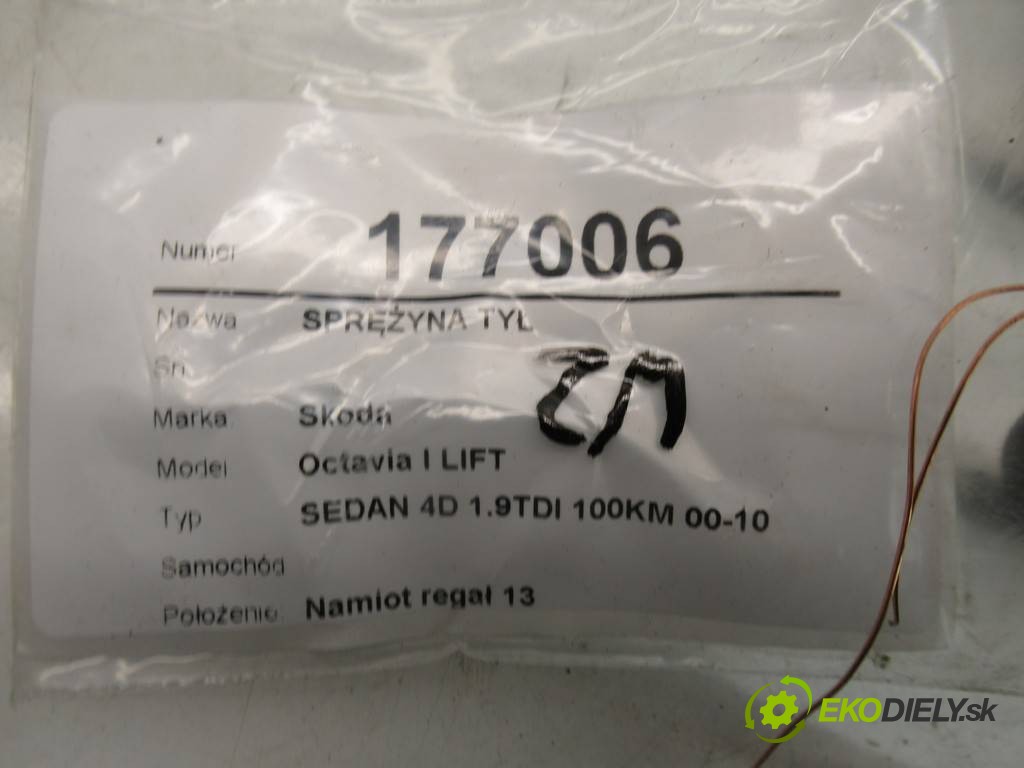 Numer 177006
Nazwa SPRĘŻYNA TYŁ
Sn
Marka Skoda
Model Octavia I LIFT
Typ SEDAN 4D 1.9TDI 100KM 00-10
Samochód
Położenie Namiot regał 13
EKODIELY.sk